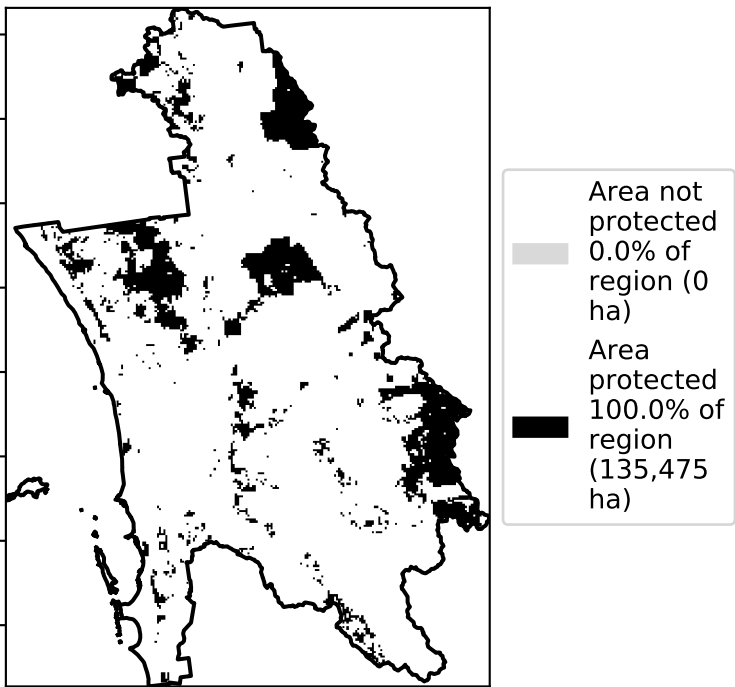 Area not
protected
0.0% of
region (0
ha)
Area
protected
100.0% of
region
(135,475
ha)